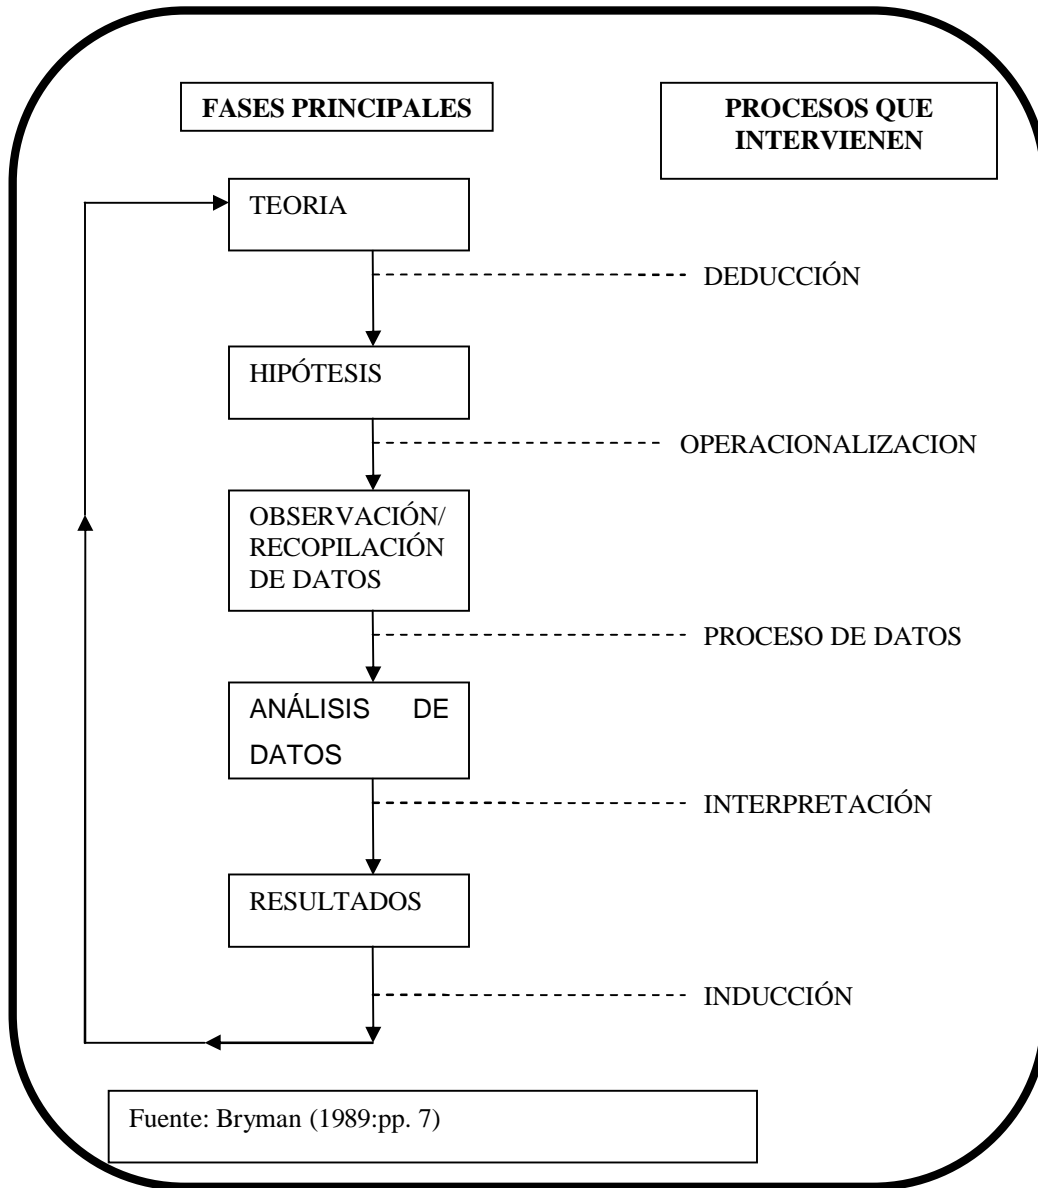 FASES PRINCIPALES
PROCESOS QUE
INTERVIENEN
TEORIA
DEDUCCIÓN
HIPÓTESIS
OPERACIONALIZACION
OBSERVACIÓN/
RECOPILACIÓN
DE DATOS
PROCESO DE DATOS
ANÁLISIS DE
DATOS
INTERPRETACIÓN
RESULTADOS
INDUCCIÓN
Fuente: Bryman (1989:pp. 7)